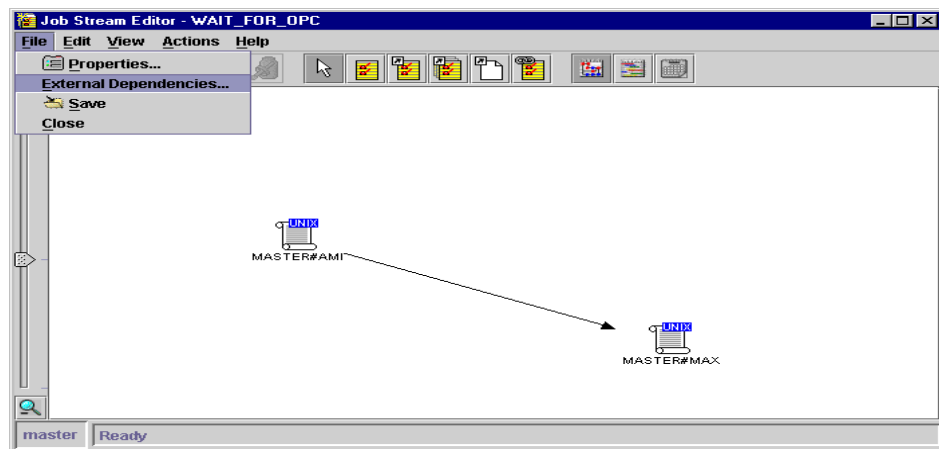 Job Stream Editor - WAIT_FOR_OPC
File Edit View Actions Help
Properties...
External Dependencies...
Save
Close
UNIX
MASTER#AMI
UNIX
MASTER#MAX
master Ready